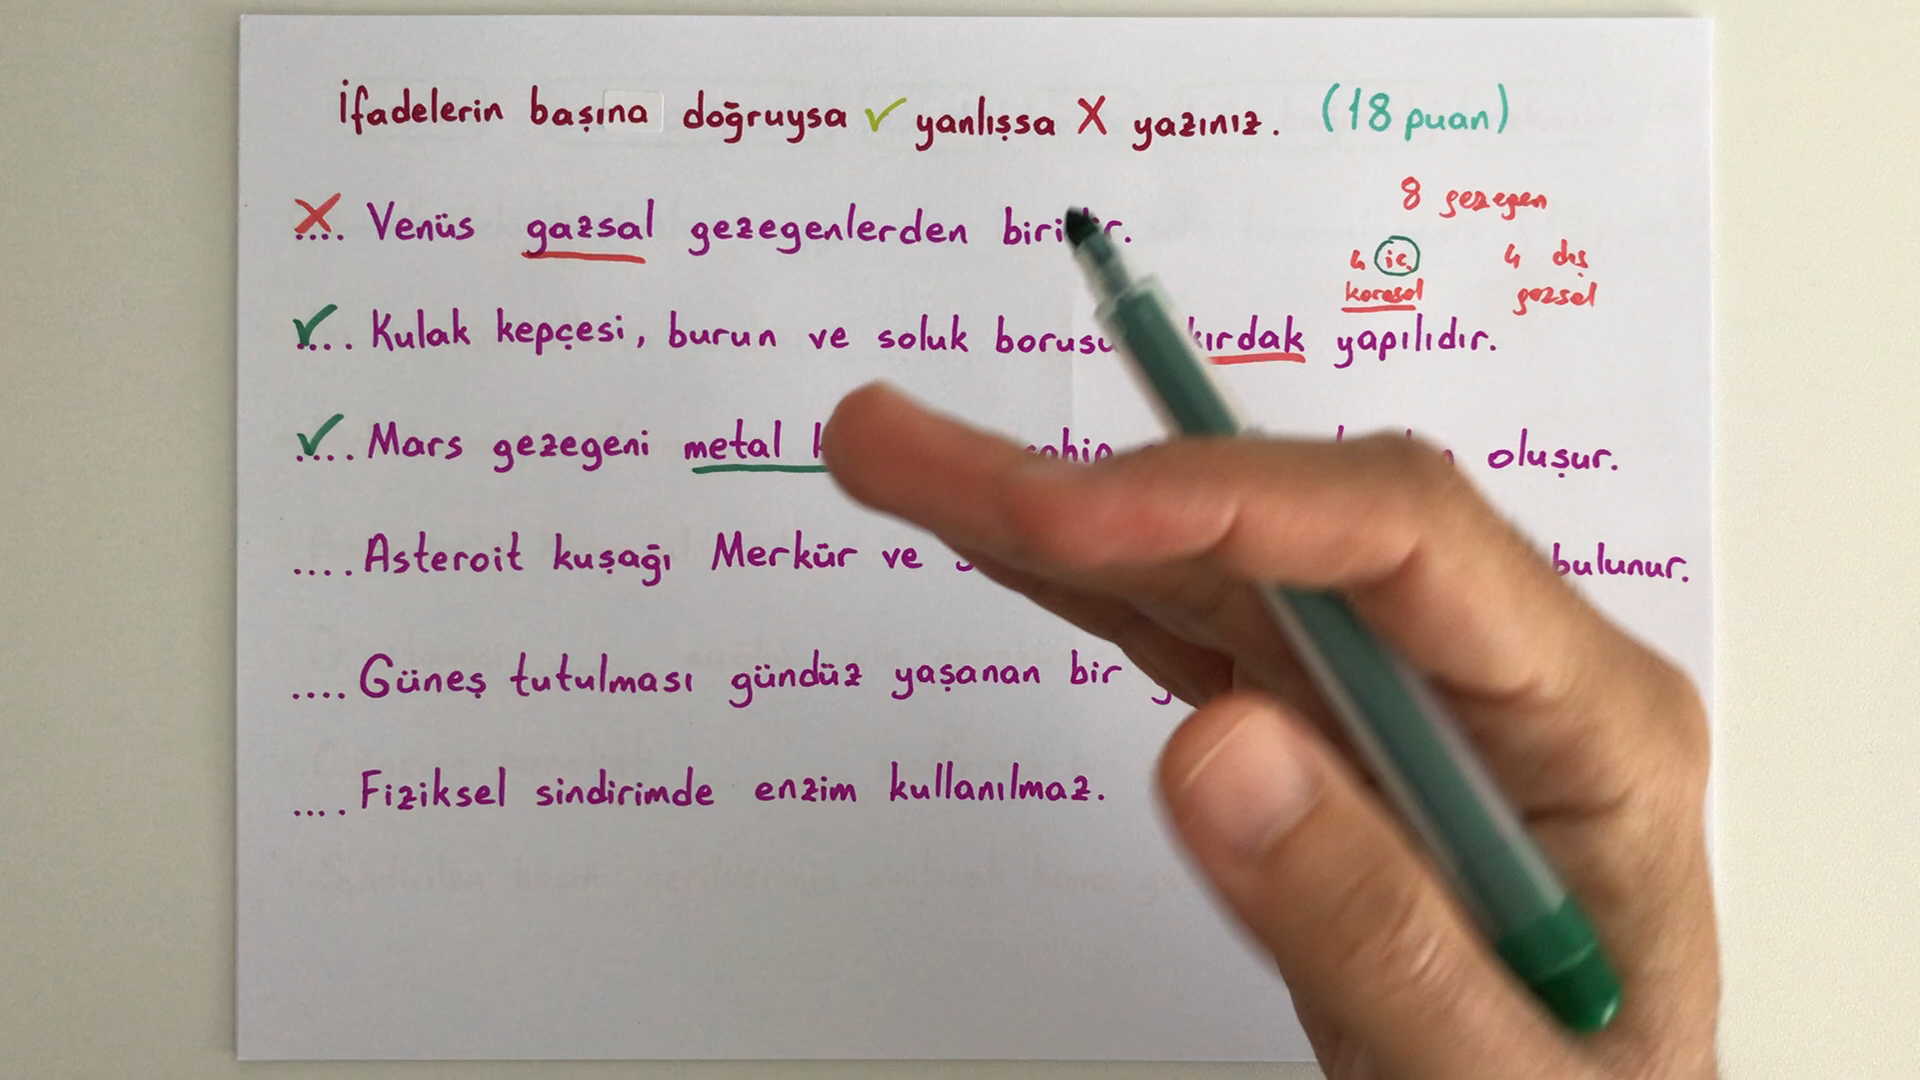 İfadelerin başına doğruysa ✓ yanlışsa X yazınız. (18 puan)
8 gezegen
4 iç 4 dış
karasal gazsal
X.... Venüs gazsal gezegenlerden biridir.
✓.... Kulak kepçesi, burun ve soluk borusu yapılıdır.
✓.... Mars gezegeni metal oluşur.
.... Asteroit kuşağı Merkür ve bulunur.
.... Güneş tutulması gündüz yaşanan bir
.... Fiziksel sindirimde enzim kullanılmaz.